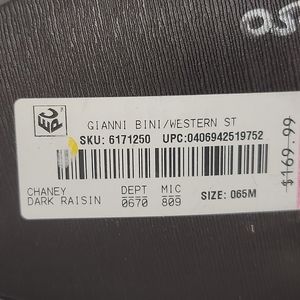 05
GIANNI BINI/WESTERN ST
SKU: 6171250 UPC:0406942519752
CHANEY DEPT MIC
DARK RAISIN 0670 809 SIZE: 065M
$169.99